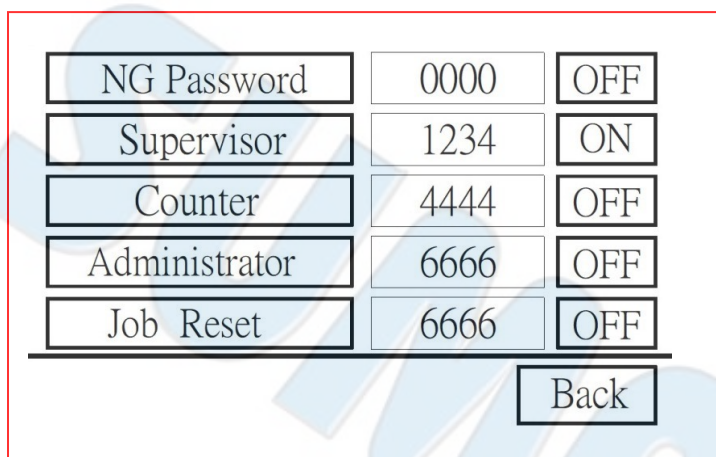 NG Password 0000 OFF
Supervisor 1234 ON
Counter 4444 OFF
Administrator 6666 OFF
Job Reset 6666 OFF
Back